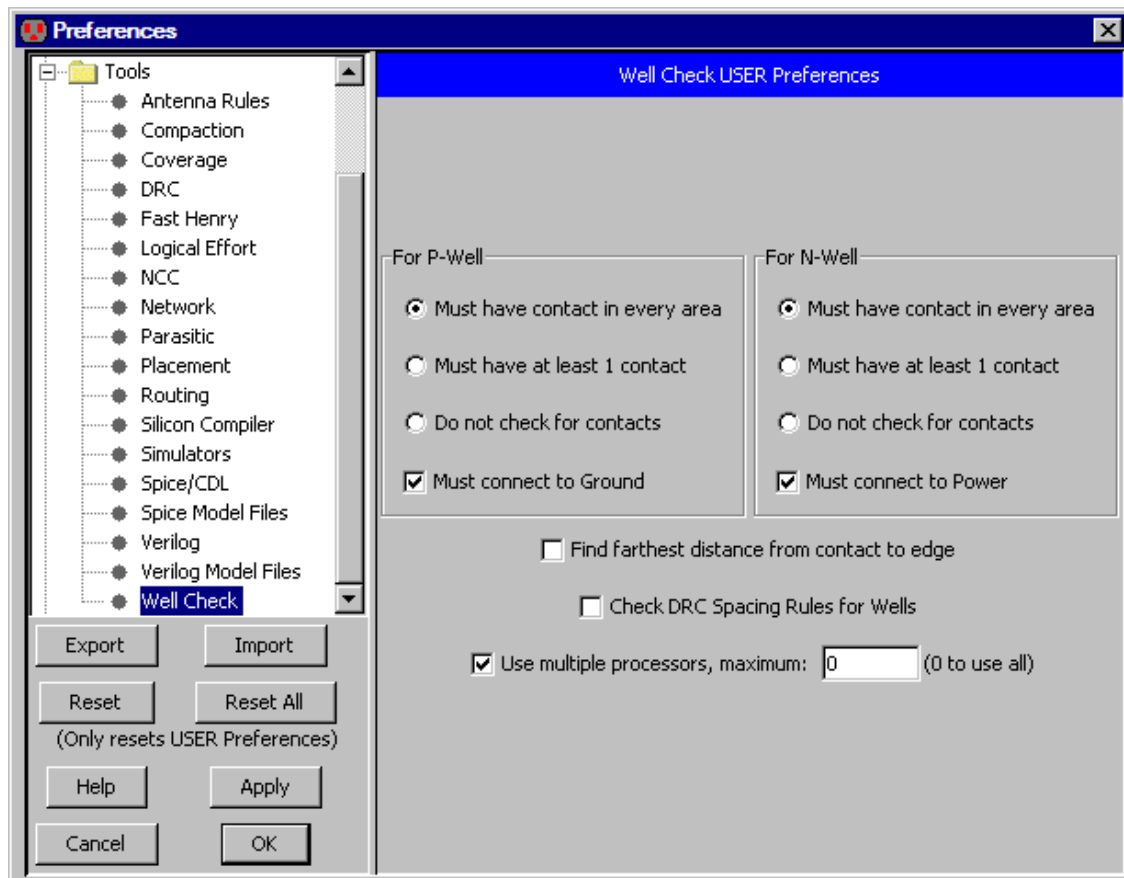 Preferences
Tools
Antenna Rules
Compaction
Coverage
DRC
Fast Henry
Logical Effort
NCC
Network
Parasitic
Placement
Routing
Silicon Compiler
Simulators
Spice/CDL
Spice Model Files
Verilog
Verilog Model Files
Well Check
Export Import
Reset Reset All
(Only resets USER Preferences)
Help Apply
Cancel OK
Well Check USER Preferences
For P-Well
Must have contact in every area
Must have at least 1 contact
Do not check for contacts
Must connect to Ground
For N-Well
Must have contact in every area
Must have at least 1 contact
Do not check for contacts
Must connect to Power
Find farthest distance from contact to edge
Check DRC Spacing Rules for Wells
Use multiple processors, maximum: 0 (0 to use all)